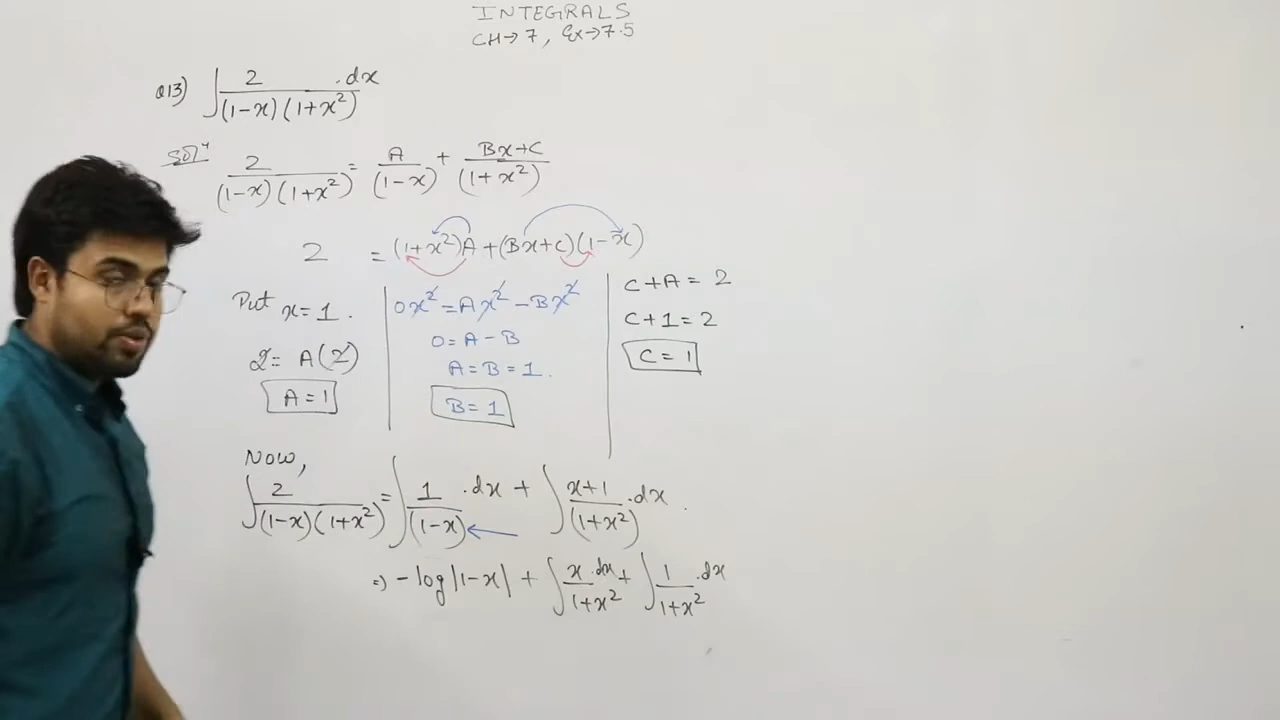 INTEGRALS
CH→7, Ex→7.5
Q13) ∫ 2/((1-x)(1+x²)) .dx
Solⁿ 2/((1-x)(1+x²)) = A/(1-x) + (Bx+C)/(1+x²)
2 = (1+x²)A + (Bx+C)(1-x)
Put x=1.
2 = A(2)
A=1
0x² = Ax² - Bx²
0 = A - B
A = B = 1.
B = 1
C+A = 2
C+1 = 2
C = 1
Now,
∫ 2/((1-x)(1+x²)) = ∫ 1/(1-x) .dx + ∫ (x+1)/(1+x²) .dx .
⇒ -log|1-x| + ∫ x.dx/(1+x²) + ∫ 1/(1+x²) .dx